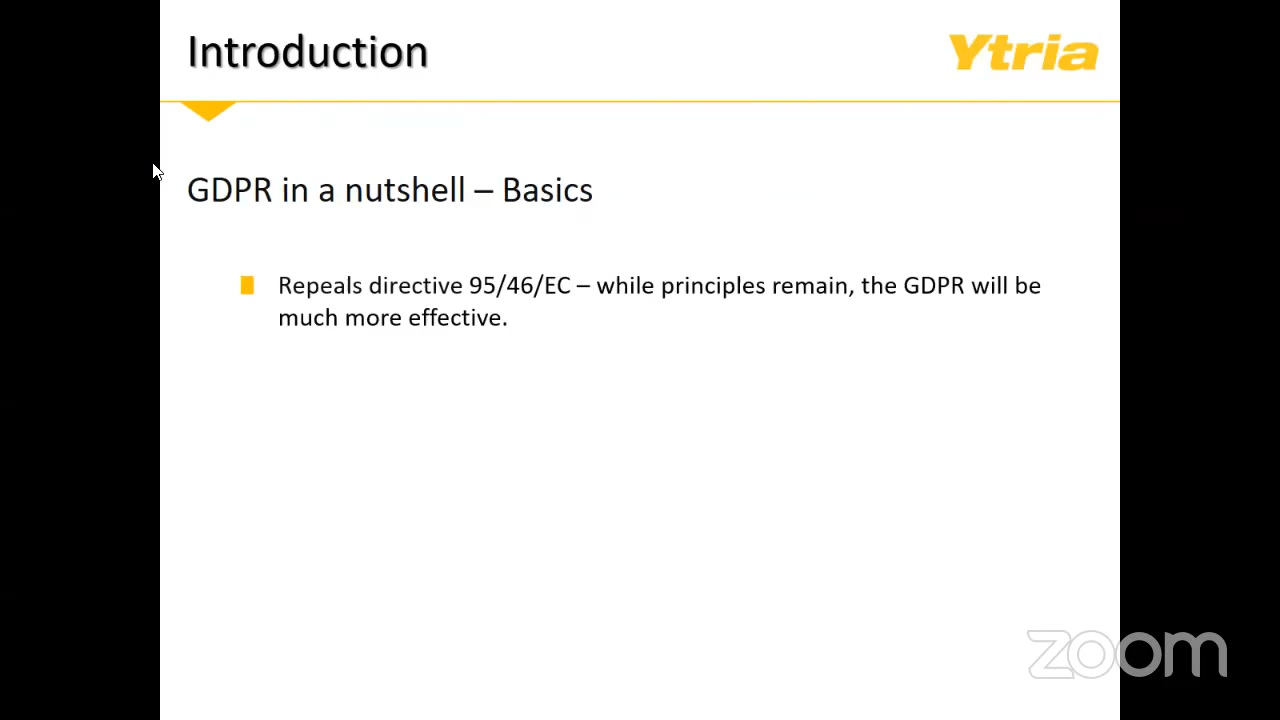 Introduction
Ytria
GDPR in a nutshell – Basics
Repeals directive 95/46/EC – while principles remain, the GDPR will be
much more effective.
zoom